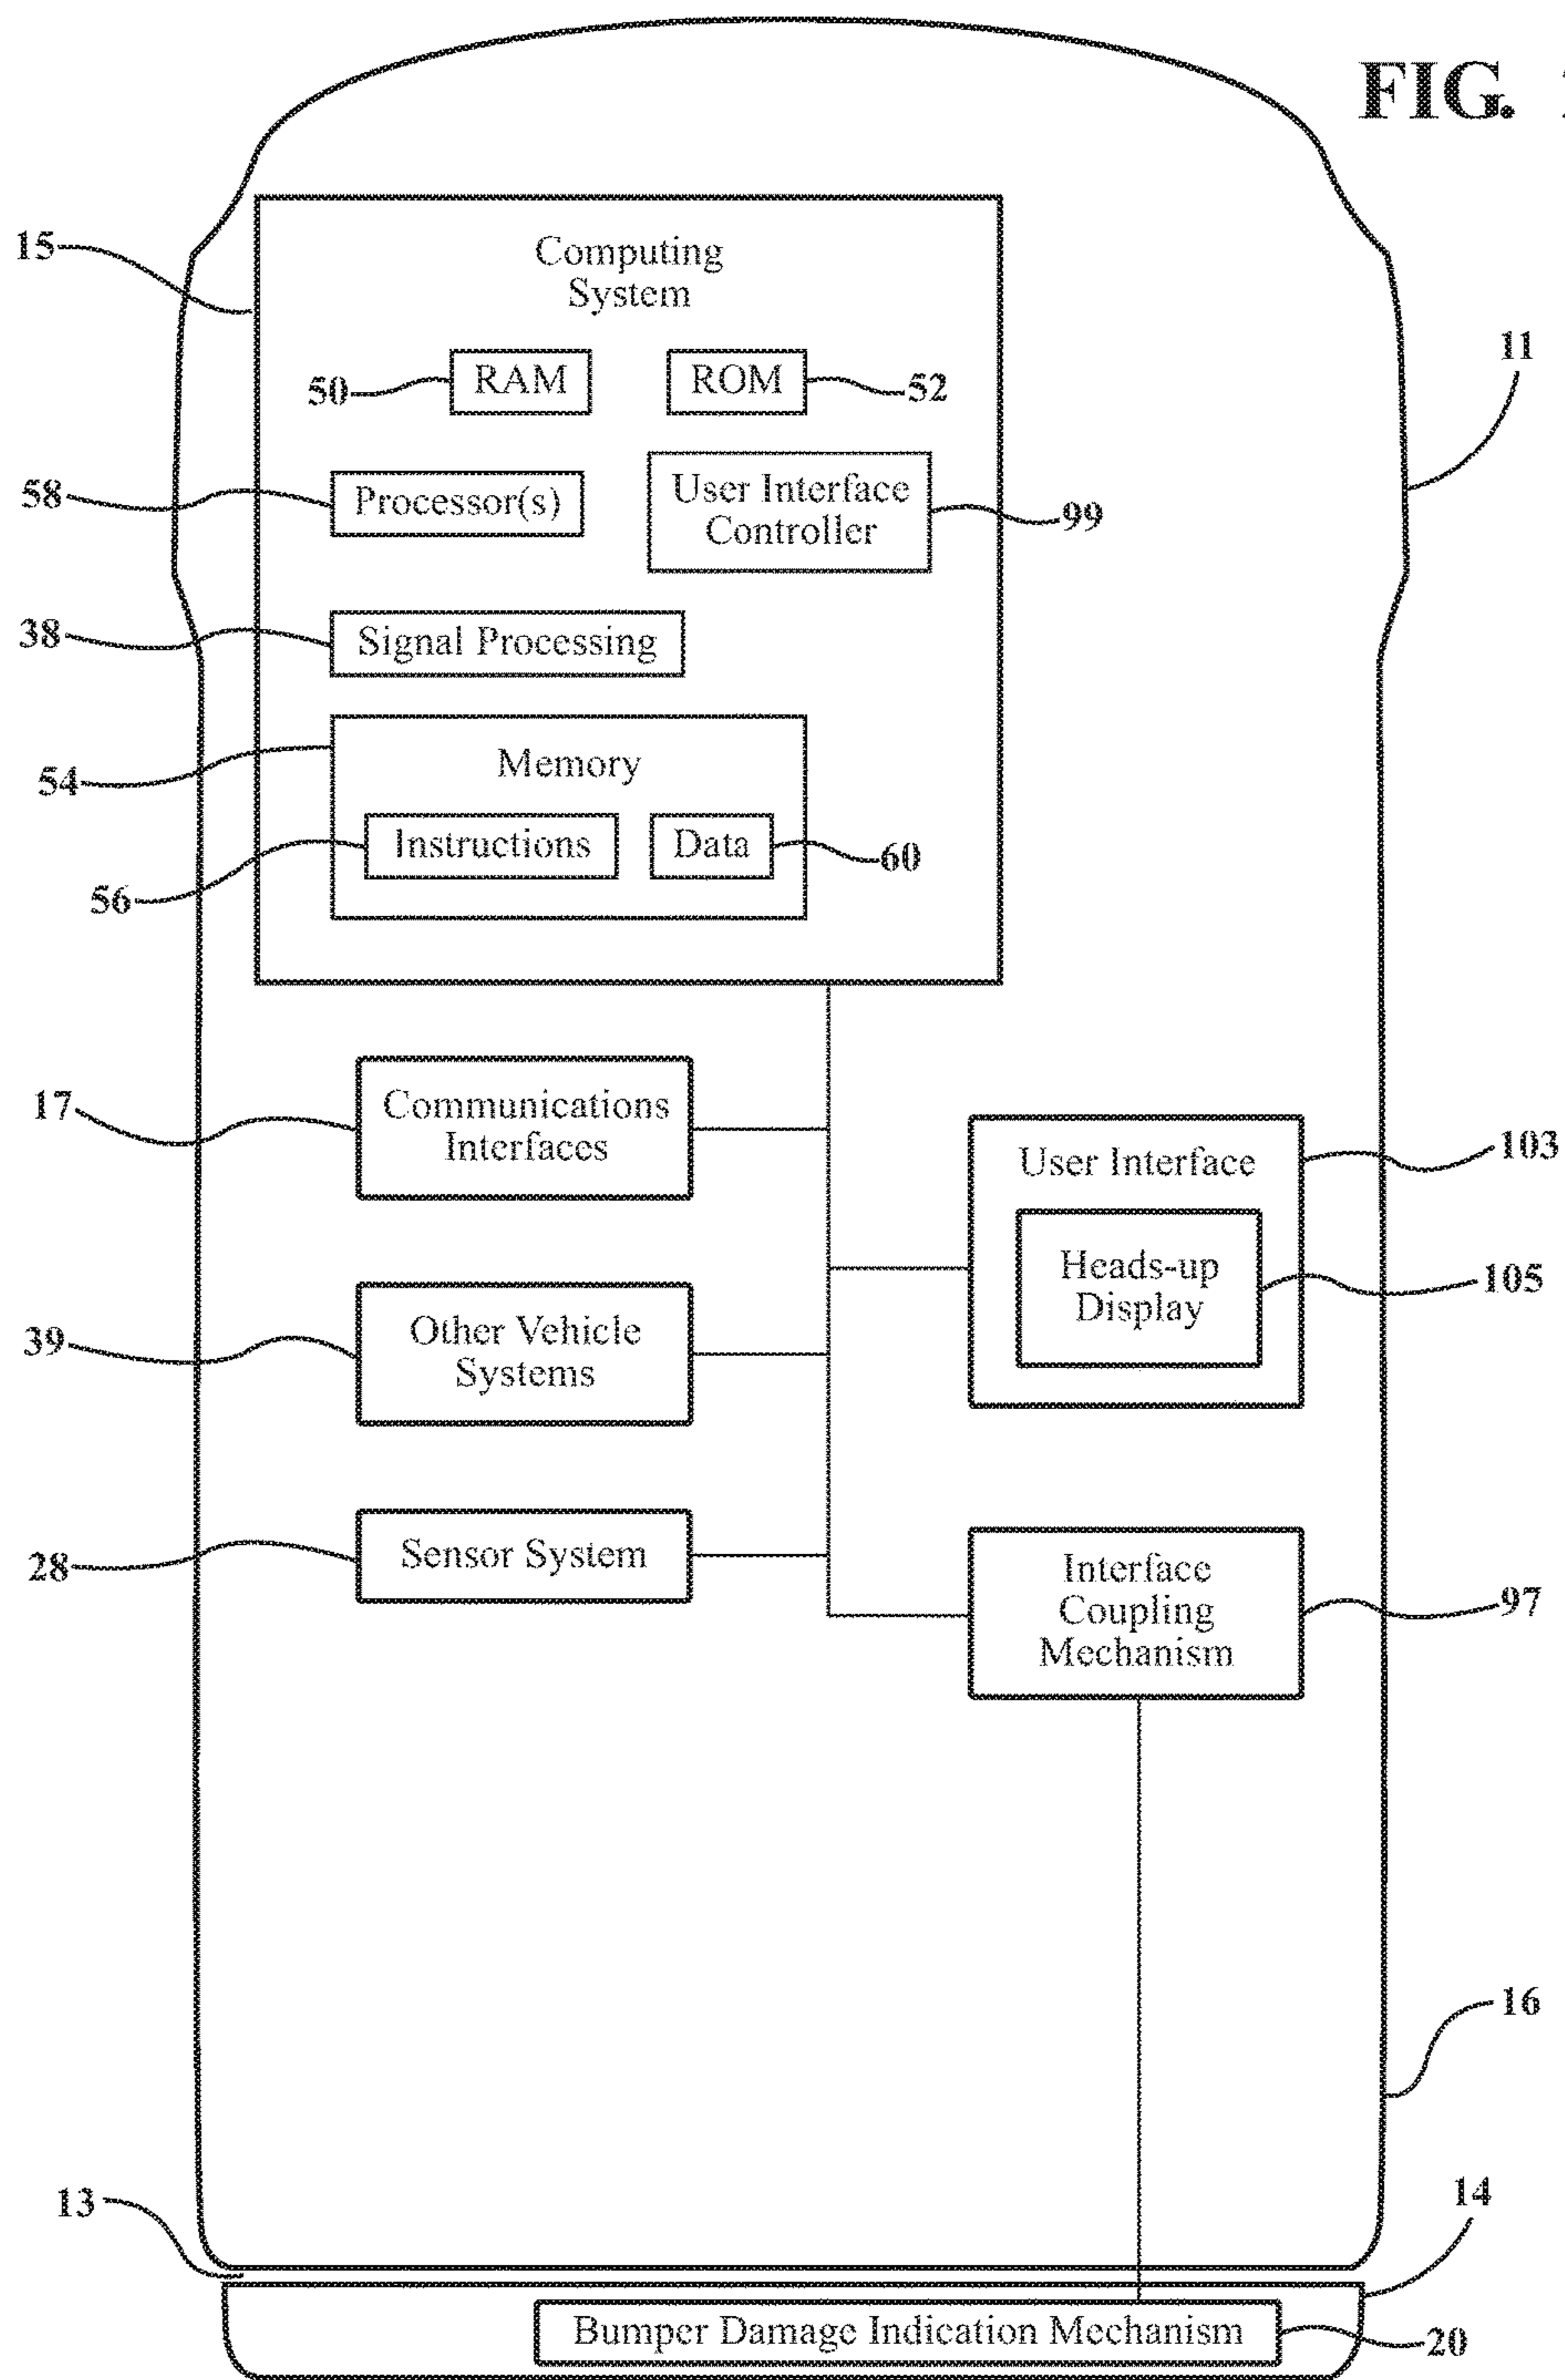 FIG.
15
Computing
System
11
50
RAM
ROM
52
58
Processor(s)
User Interface
Controller
99
38
Signal Processing
54
Memory
56
Instructions
Data
60
17
Communications
Interfaces
103
User Interface
Heads-up
Display
105
39
Other Vehicle
Systems
28
Sensor System
Interface
Coupling
Mechanism
97
16
13
14
Bumper Damage Indication Mechanism
20